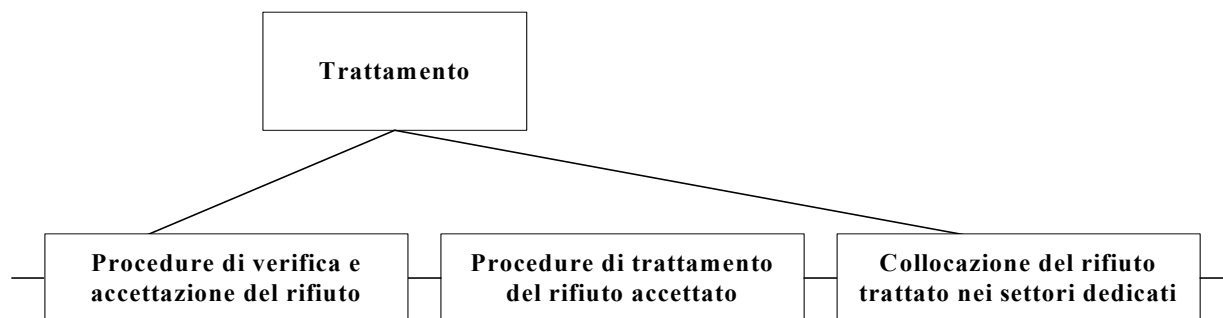 Trattamento
Procedure di verifica e
accettazione del rifiuto
Procedure di trattamento
del rifiuto accettato
Collocazione del rifiuto
trattato nei settori dedicati